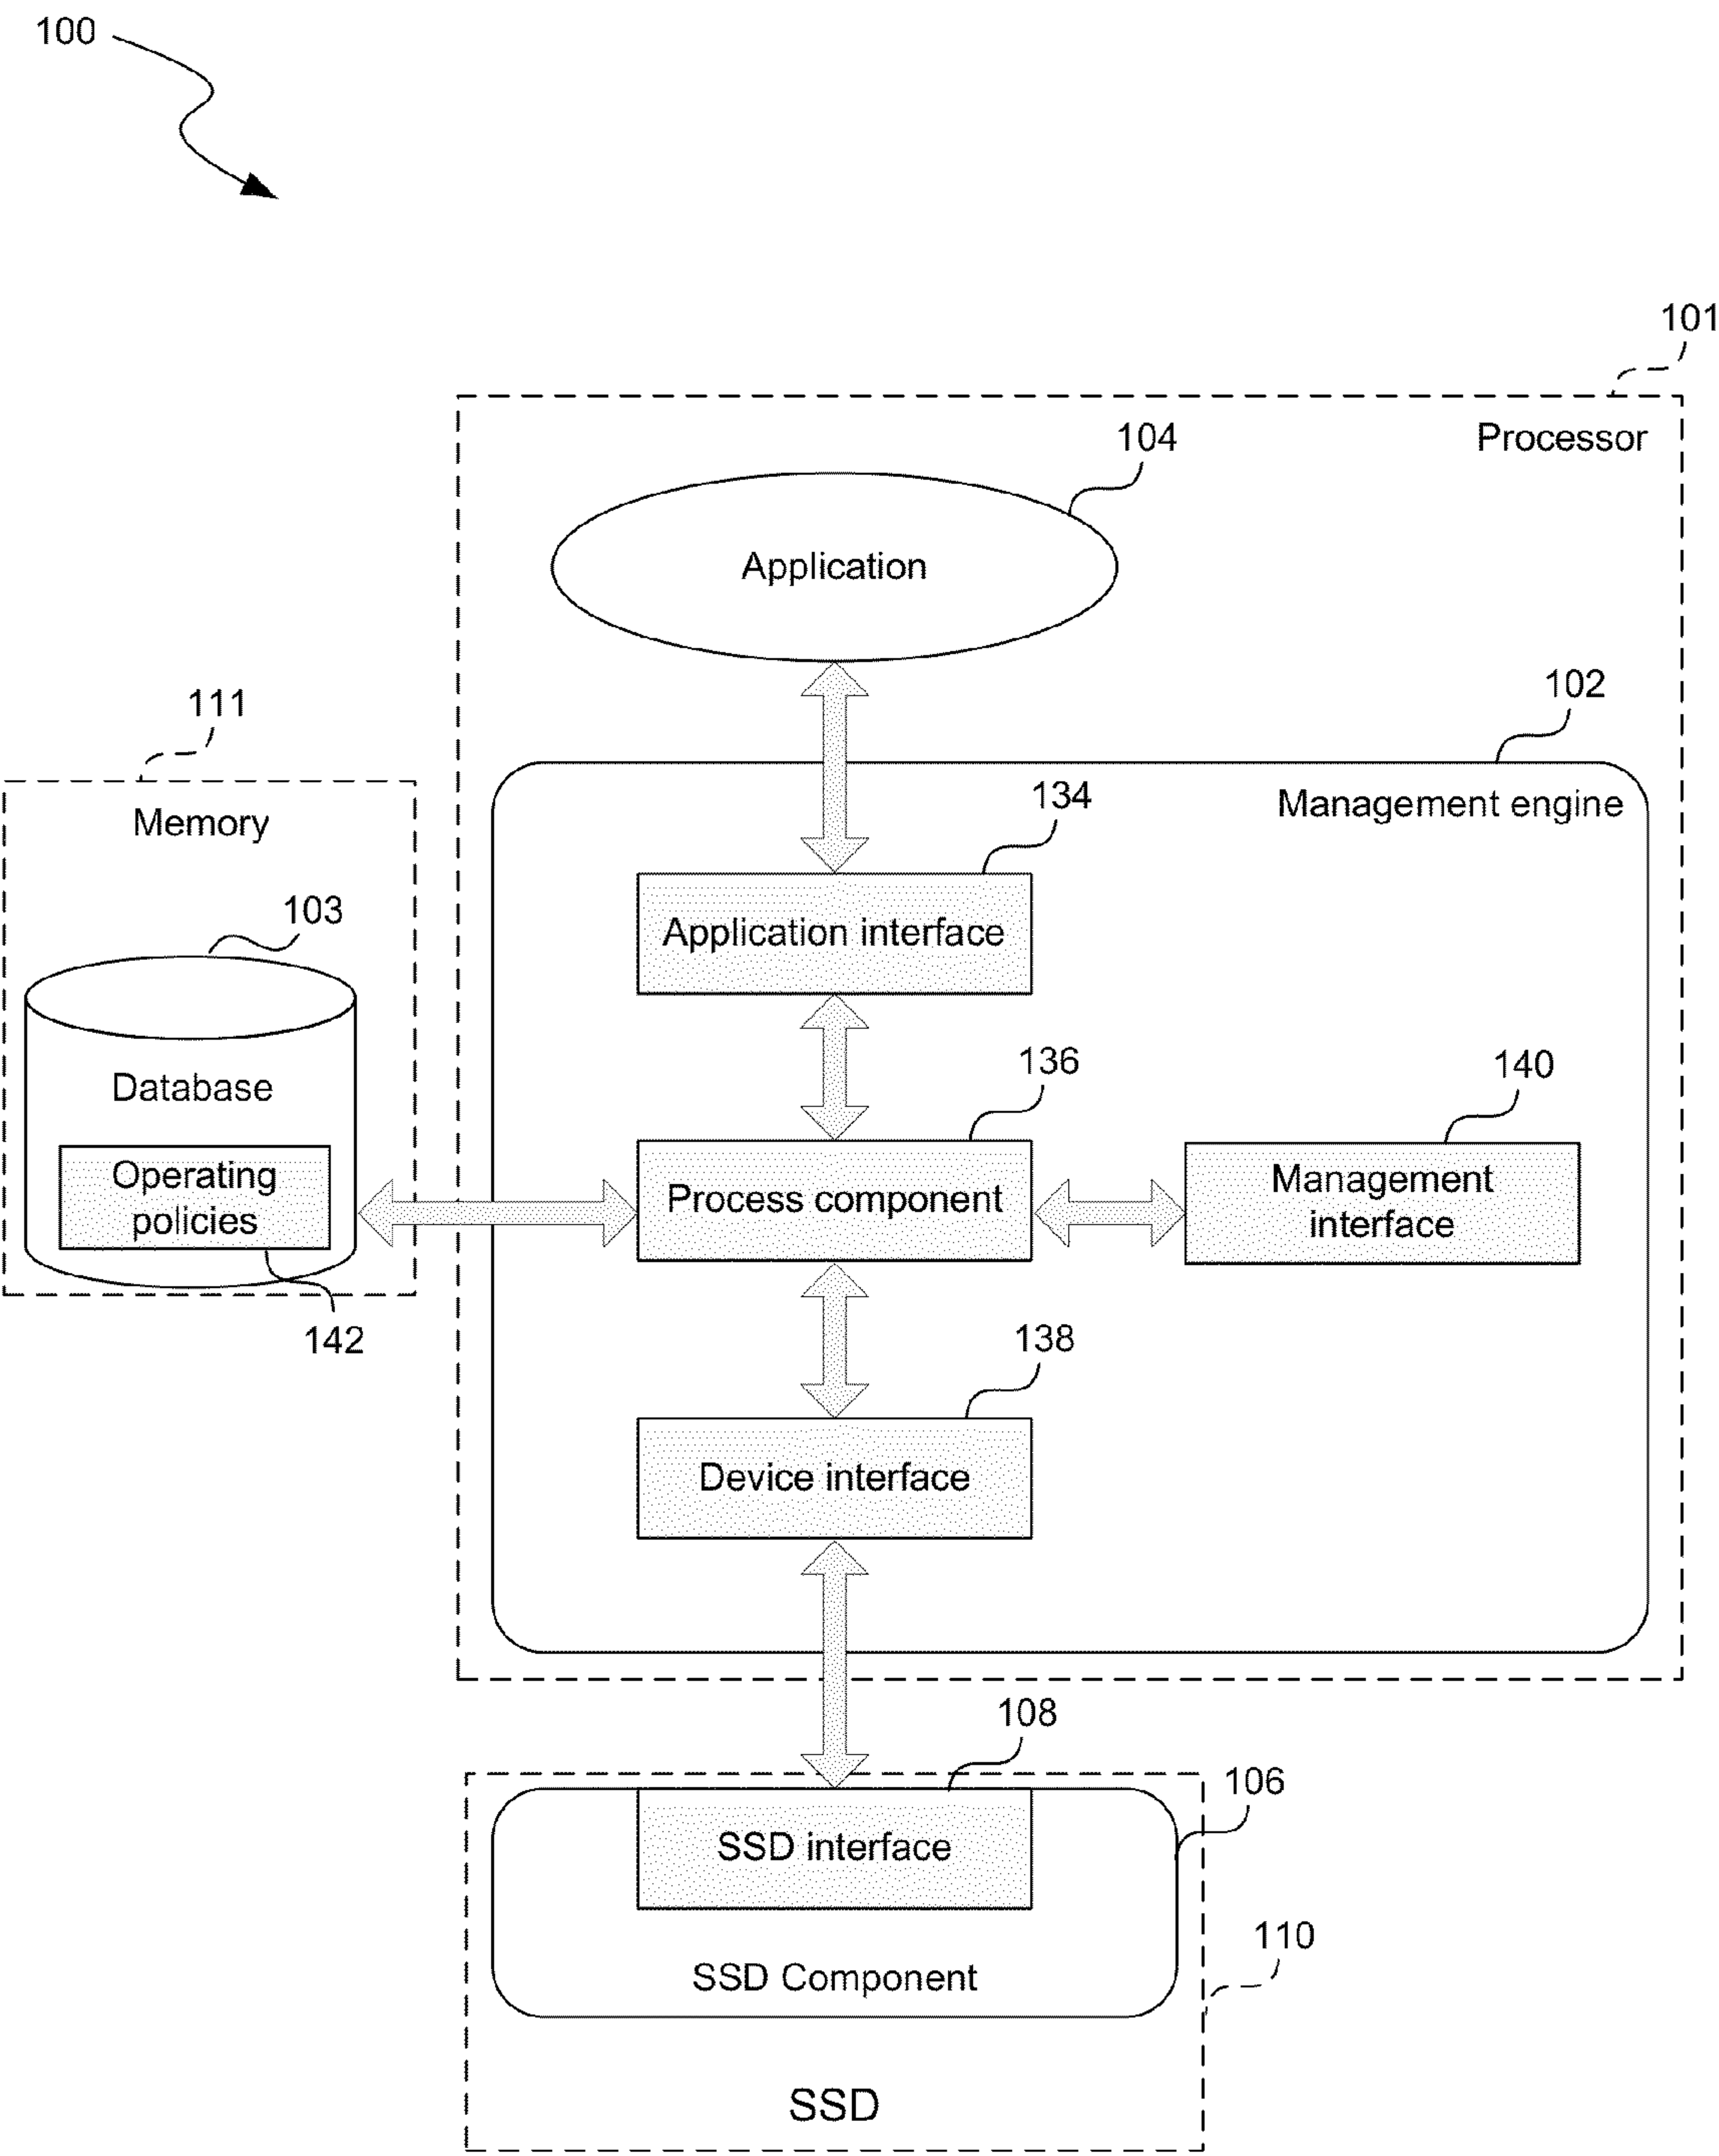 100
101
Processor
104
Application
102
Management engine
111
Memory
134
Application interface
103
Database
136
Process component
140
Management
interface
Operating
policies
142
138
Device interface
108
SSD interface
106
SSD Component
110
SSD